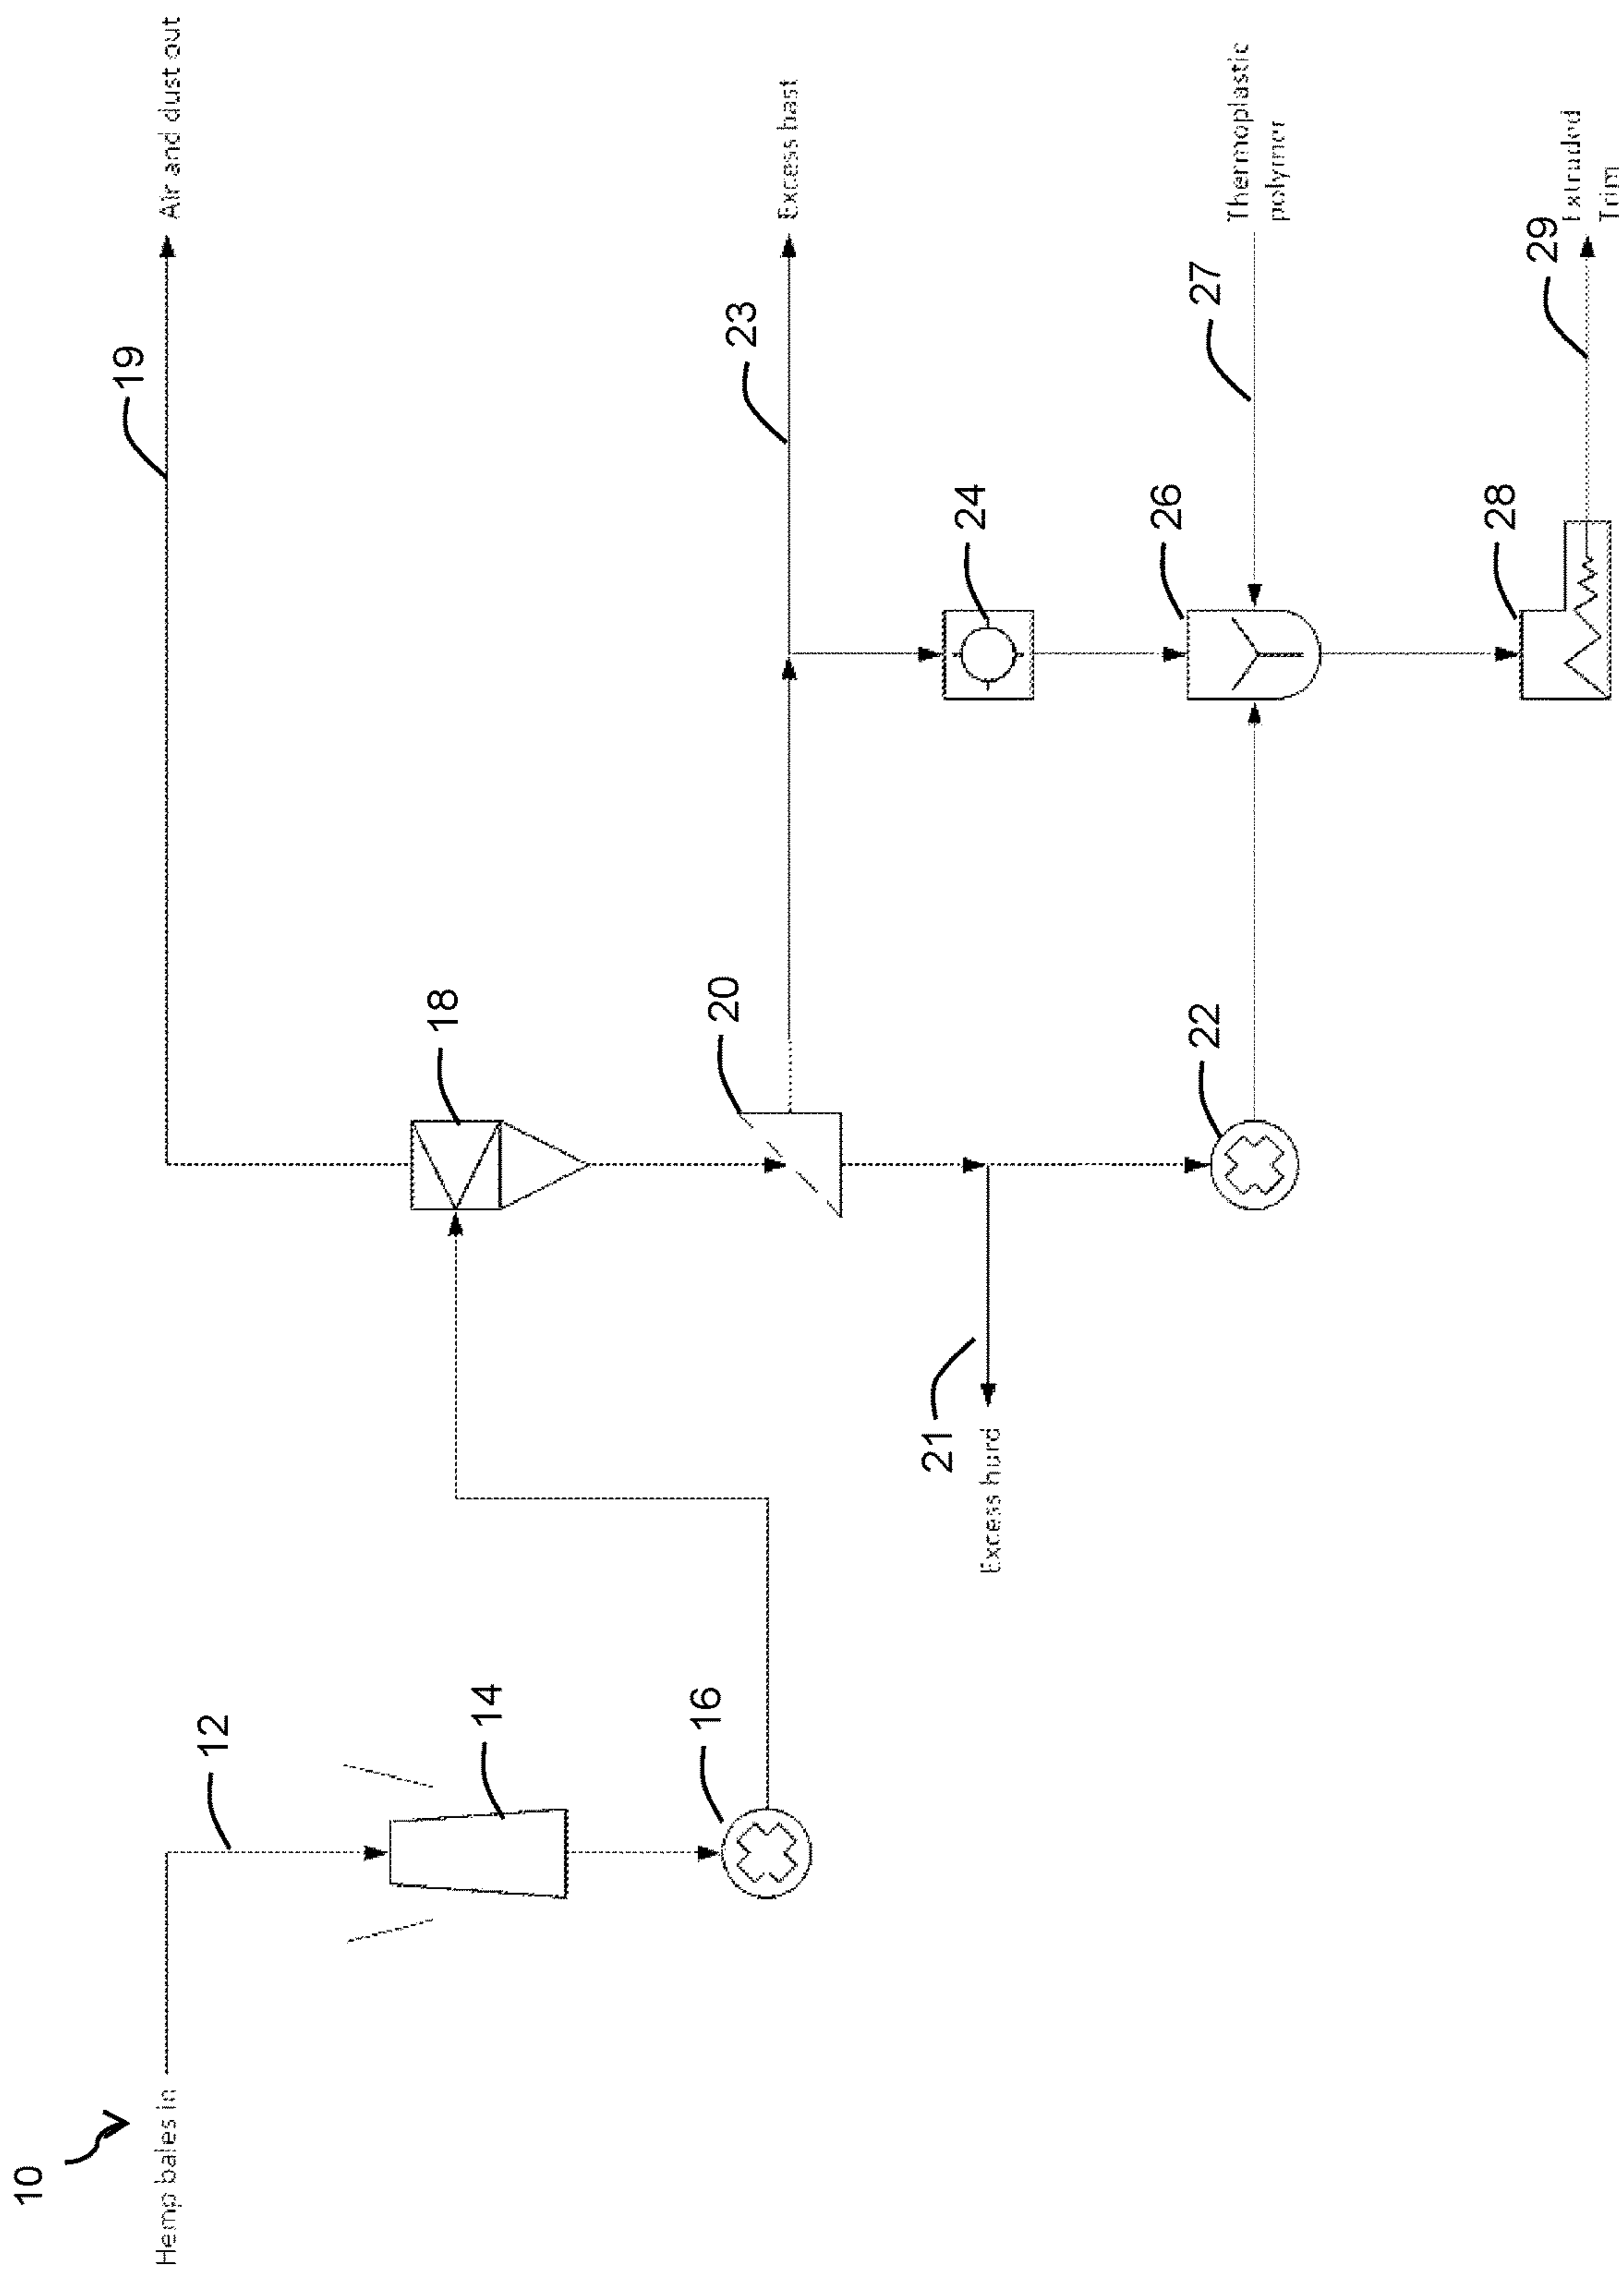 10
19
Hemp bales in
Air and dust out
12
18
14
16
20
23
Excess bast
21
24
Excess hurd
26
22
27
Thermoplastic
polymer
28
29
Extruded
Trim